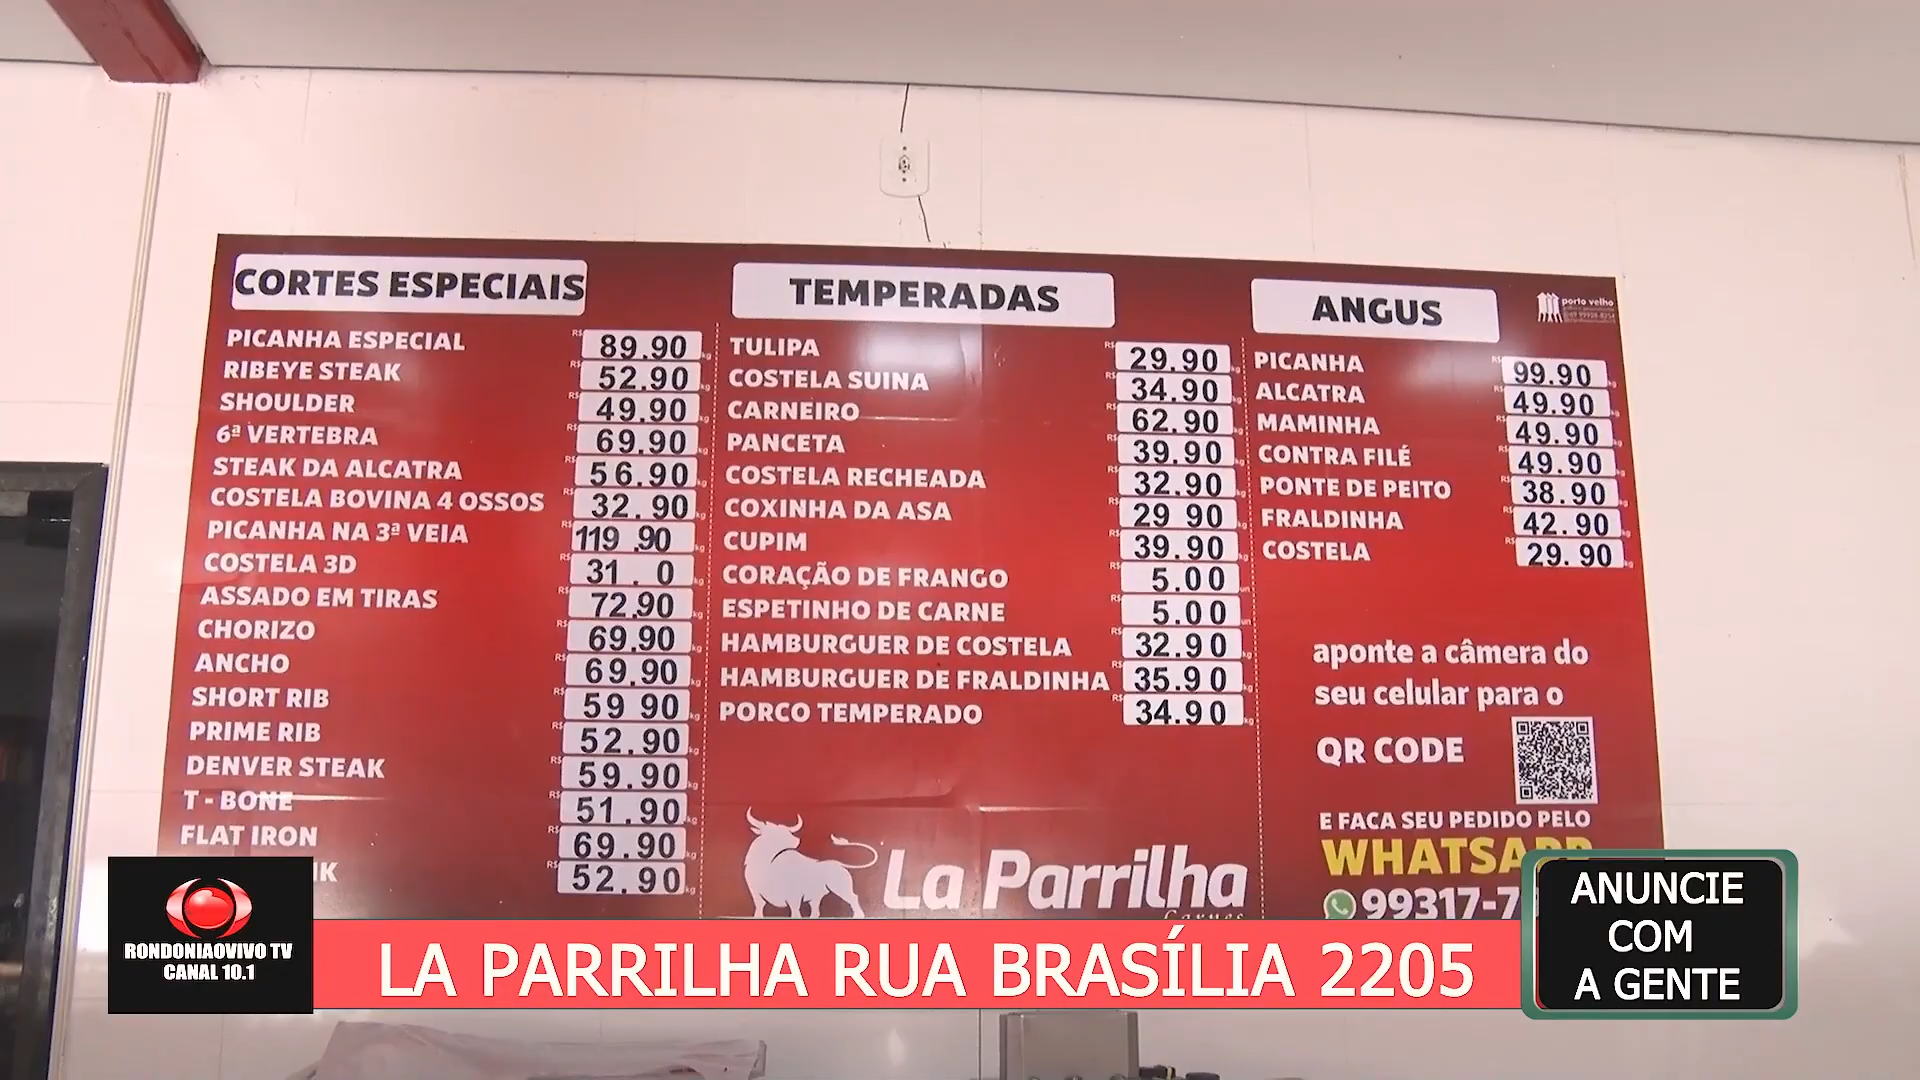 CORTES ESPECIAIS
PICANHA ESPECIAL R$ 89.90 kg
RIBEYE STEAK R$ 52.90 kg
SHOULDER R$ 49.90 kg
6ª VERTEBRA R$ 69.90 kg
STEAK DA ALCATRA R$ 56.90 kg
COSTELA BOVINA 4 OSSOS R$ 32.90 kg
PICANHA NA 3ª VEIA R$ 119.90 kg
COSTELA 3D R$ 31. 0 kg
ASSADO EM TIRAS R$ 72.90 kg
CHORIZO R$ 69.90 kg
ANCHO R$ 69.90 kg
SHORT RIB R$ 59 90 kg
PRIME RIB R$ 52.90 kg
DENVER STEAK R$ 59.90 kg
T - BONE R$ 51.90 kg
FLAT IRON R$ 69.90 kg
R$ 52.90 kg
TEMPERADAS
TULIPA R$ 29.90 kg
COSTELA SUINA R$ 34.90 kg
CARNEIRO R$ 62.90 kg
PANCETA R$ 39.90 kg
COSTELA RECHEADA R$ 32.90 kg
COXINHA DA ASA R$ 29 90 kg
CUPIM R$ 39.90 kg
CORAÇÃO DE FRANGO R$ 5.00 un
ESPETINHO DE CARNE R$ 5.00 un
HAMBURGUER DE COSTELA R$ 32.90 kg
HAMBURGUER DE FRALDINHA R$ 35.90 kg
PORCO TEMPERADO R$ 34.90 kg
La Parrilha
Carnes
ANGUS
porto velho
PICANHA R$ 99.90 kg
ALCATRA R$ 49.90 kg
MAMINHA R$ 49.90 kg
CONTRA FILÉ R$ 49.90 kg
PONTE DE PEITO R$ 38.90 kg
FRALDINHA R$ 42.90 kg
COSTELA R$ 29.90 kg
aponte a câmera do
seu celular para o
QR CODE
E FACA SEU PEDIDO PELO
WHATSAPP
99317-7
RONDONIAOVIVO TV
CANAL 10.1
LA PARRILHA RUA BRASÍLIA 2205
ANUNCIE
COM
A GENTE